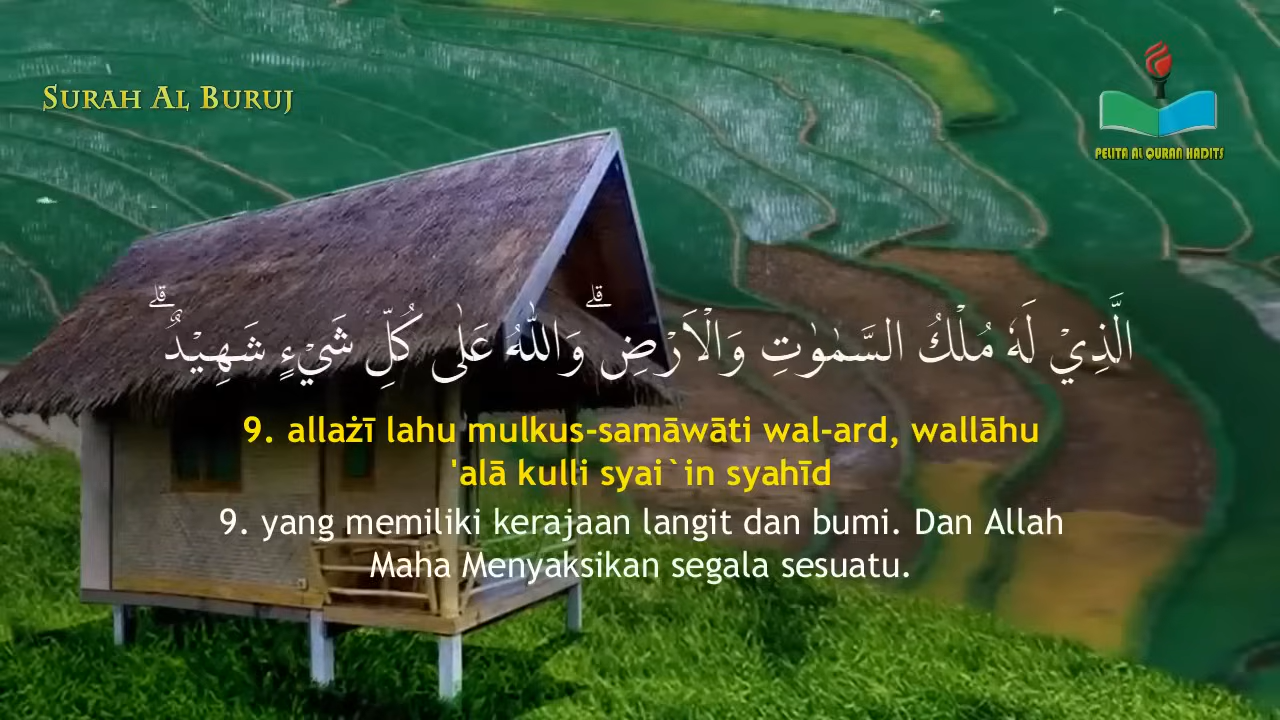 SURAH AL BURUJ
PELITA AL QURAN HADITS
الَّذِيْ لَهٗ مُلْكُ السَّمٰوٰتِ وَالْاَرْضِ ۗوَاللّٰهُ عَلٰى كُلِّ شَيْءٍ شَهِيْدٌ ۗ
9. allażī lahu mulkus-samāwāti wal-ard, wallāhu
'alā kulli syai`in syahīd
9. yang memiliki kerajaan langit dan bumi. Dan Allah
Maha Menyaksikan segala sesuatu.